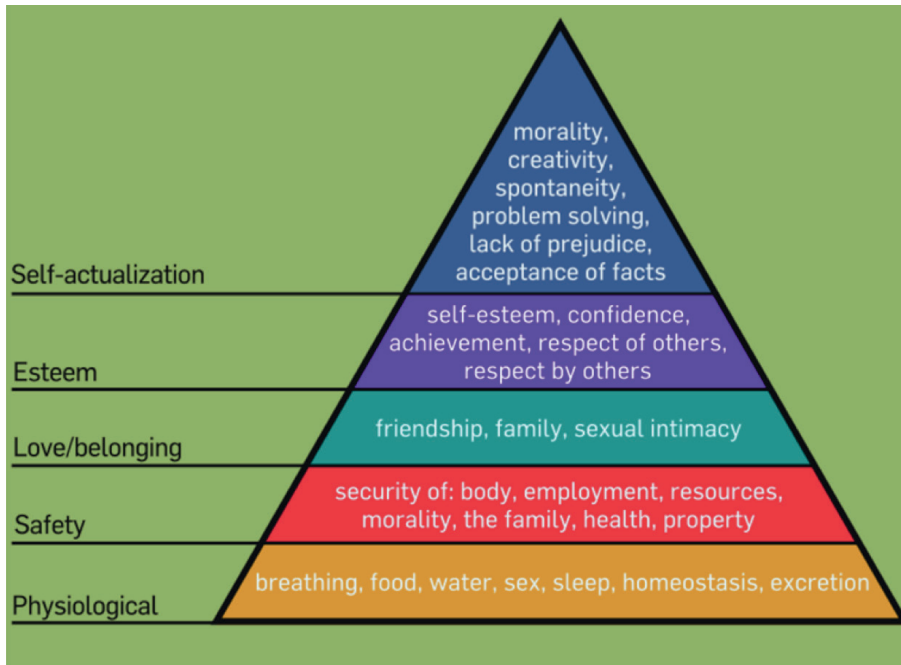 morality,
creativity,
spontaneity,
problem solving,
lack of prejudice,
acceptance of facts
Self-actualization
self-esteem, confidence,
achievement, respect of others,
respect by others
Esteem
friendship, family, sexual intimacy
Love/belonging
security of: body, employment, resources,
morality, the family, health, property
Safety
breathing, food, water, sex, sleep, homeostasis, excretion
Physiological